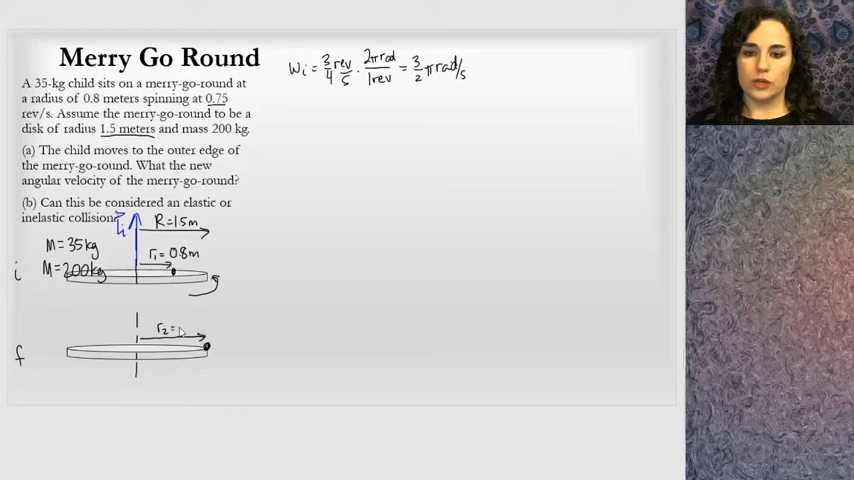 Merry Go Round
A 35-kg child sits on a merry-go-round at
a radius of 0.8 meters spinning at 0.75
rev/s. Assume the merry-go-round to be a
disk of radius 1.5 meters and mass 200 kg.
(a) The child moves to the outer edge of
the merry-go-round. What the new
angular velocity of the merry-go-round?
(b) Can this be considered an elastic or
inelastic collision?
ωi = 3/4 rev/s · 2π rad/1 rev = 3/2 π rad/s
R=1.5m
M=35kg
r₁=0.8m
M=200kg
i
r₂=
f